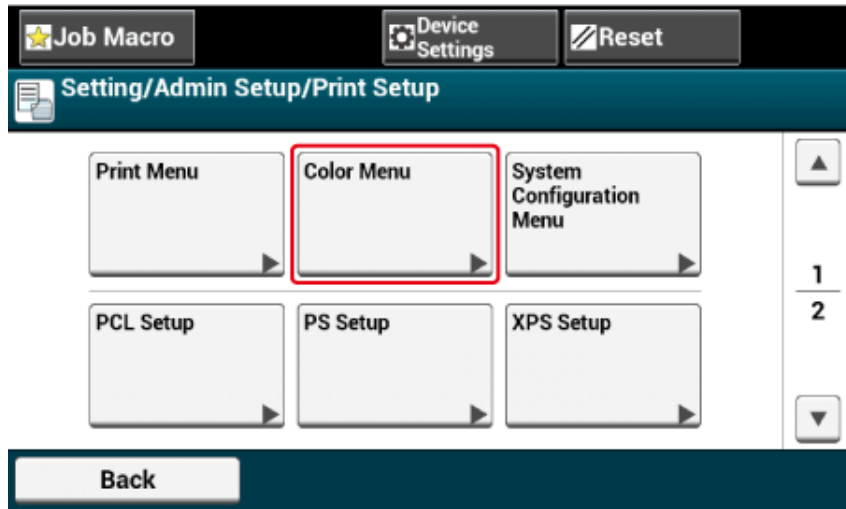 Job Macro
Device
Settings
Reset
Setting/Admin Setup/Print Setup
Print Menu
Color Menu
System
Configuration
Menu
1
2
PCL Setup
PS Setup
XPS Setup
Back